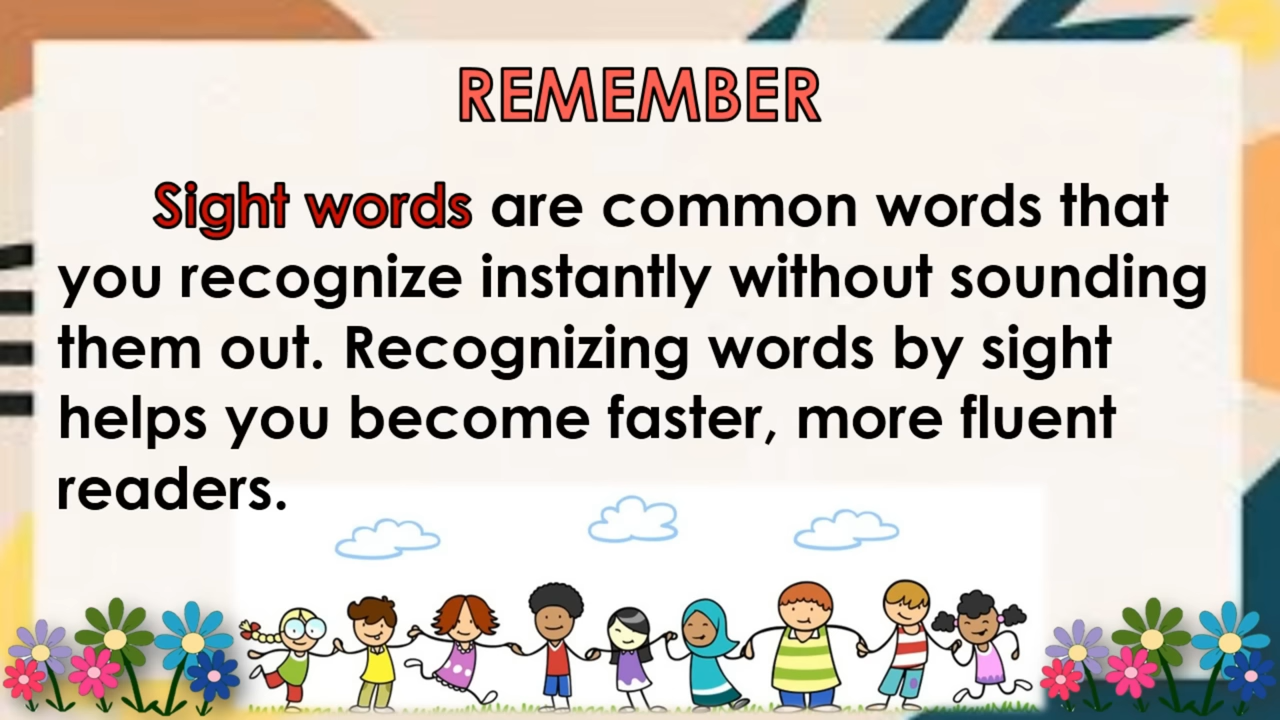 REMEMBER
Sight words are common words that
you recognize instantly without sounding
them out. Recognizing words by sight
helps you become faster, more fluent
readers.